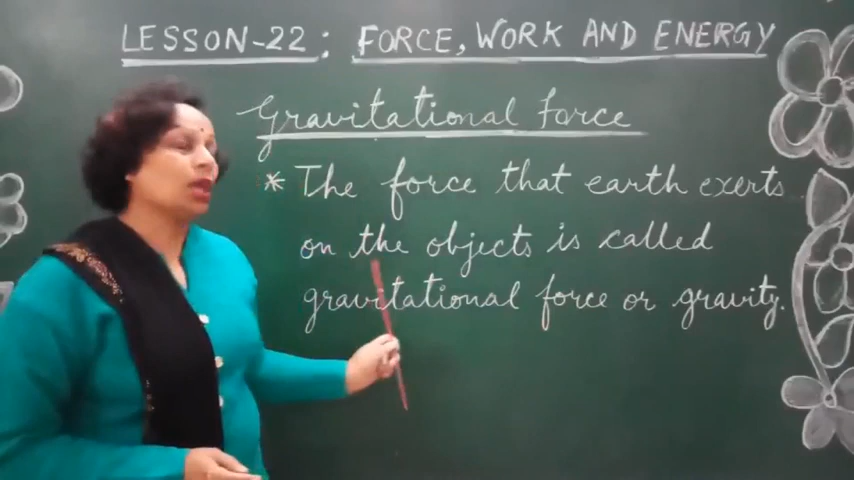 LESSON-22: FORCE, WORK AND ENERGY
Gravitational force
* The force that earth exerts
on the objects is called
gravitational force or gravity.